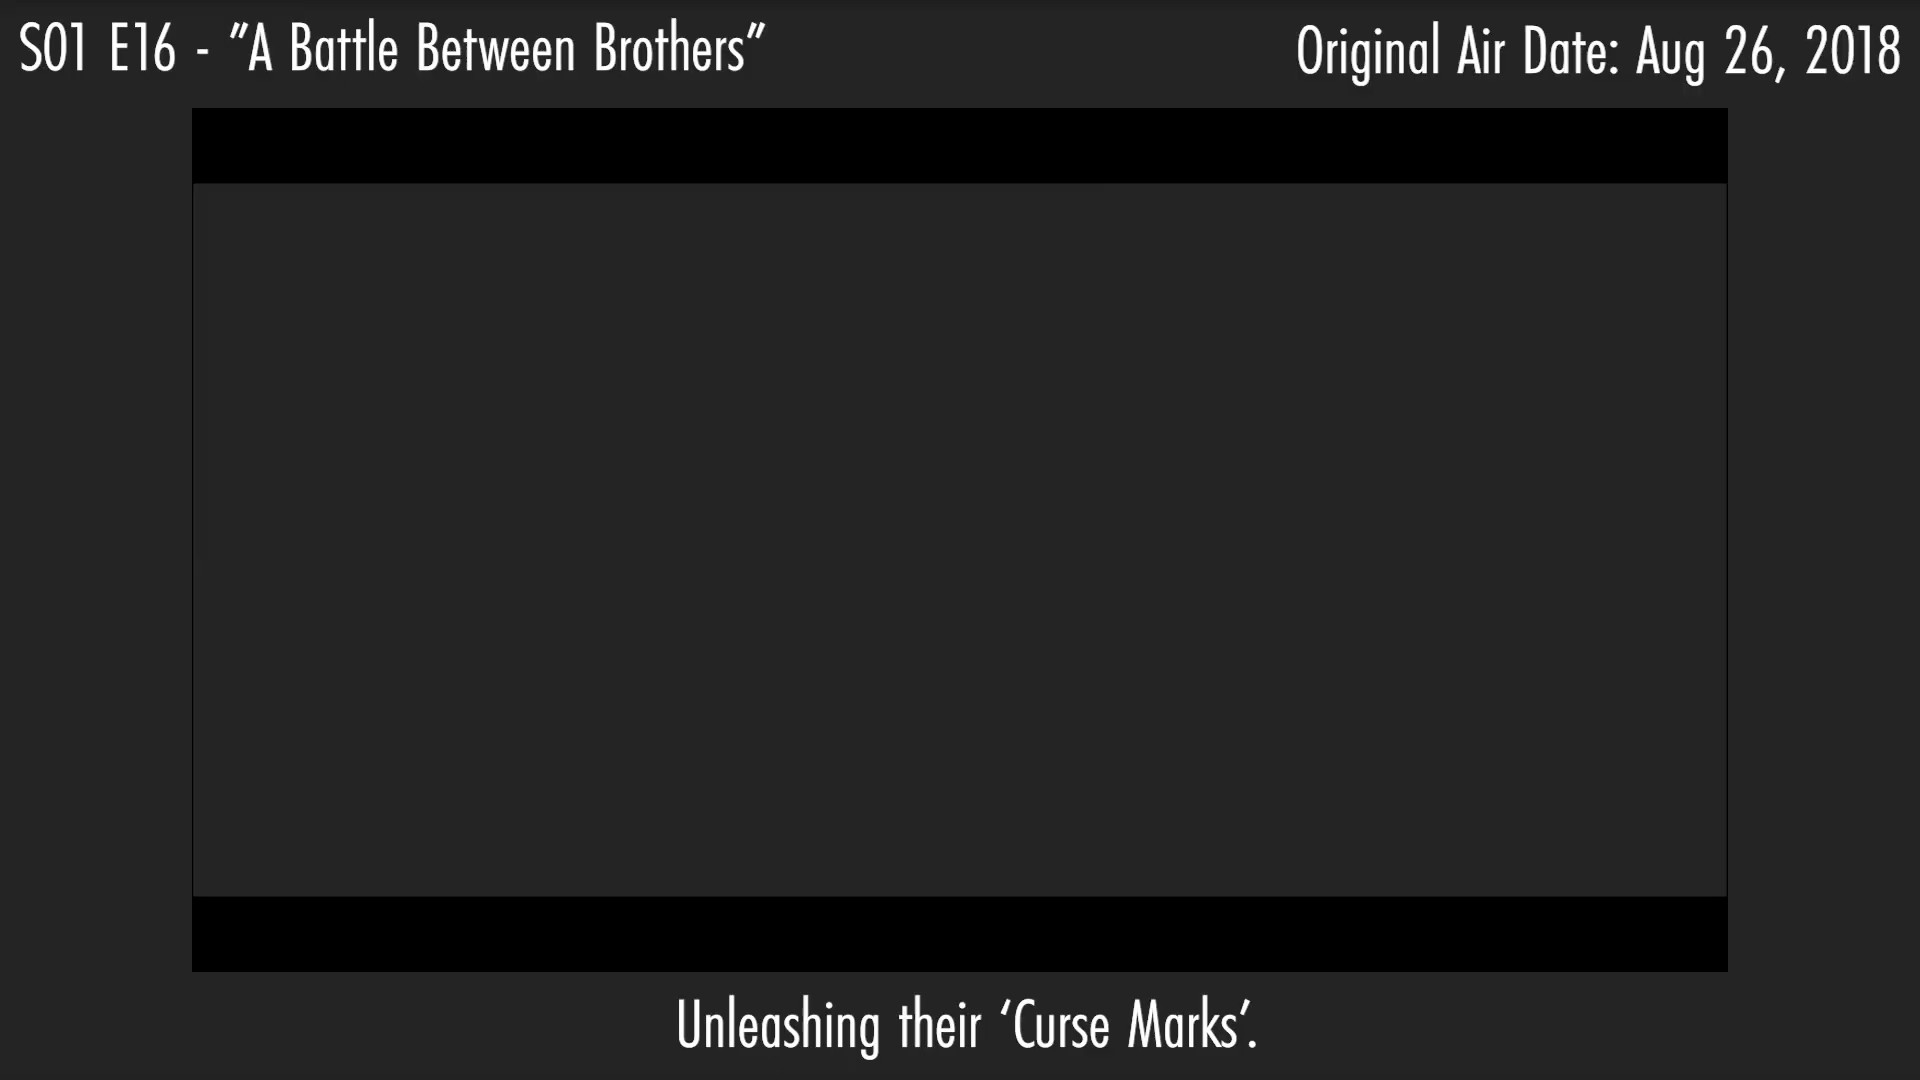 S01 E16 - "A Battle Between Brothers"
Original Air Date: Aug 26, 2018
Unleashing their ‘Curse Marks’.